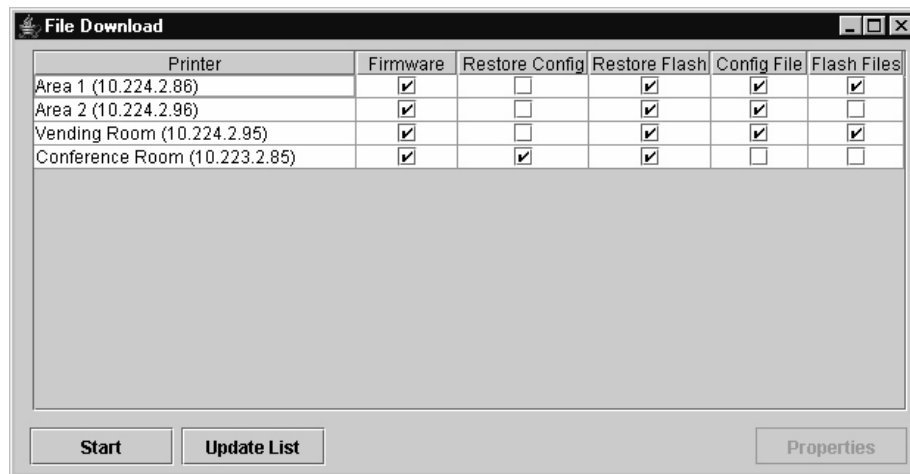 File Download
Printer Firmware Restore Config Restore Flash Config File Flash Files
Area 1 (10.224.2.86)
Area 2 (10.224.2.96)
Vending Room (10.224.2.95)
Conference Room (10.223.2.85)
Start Update List Properties